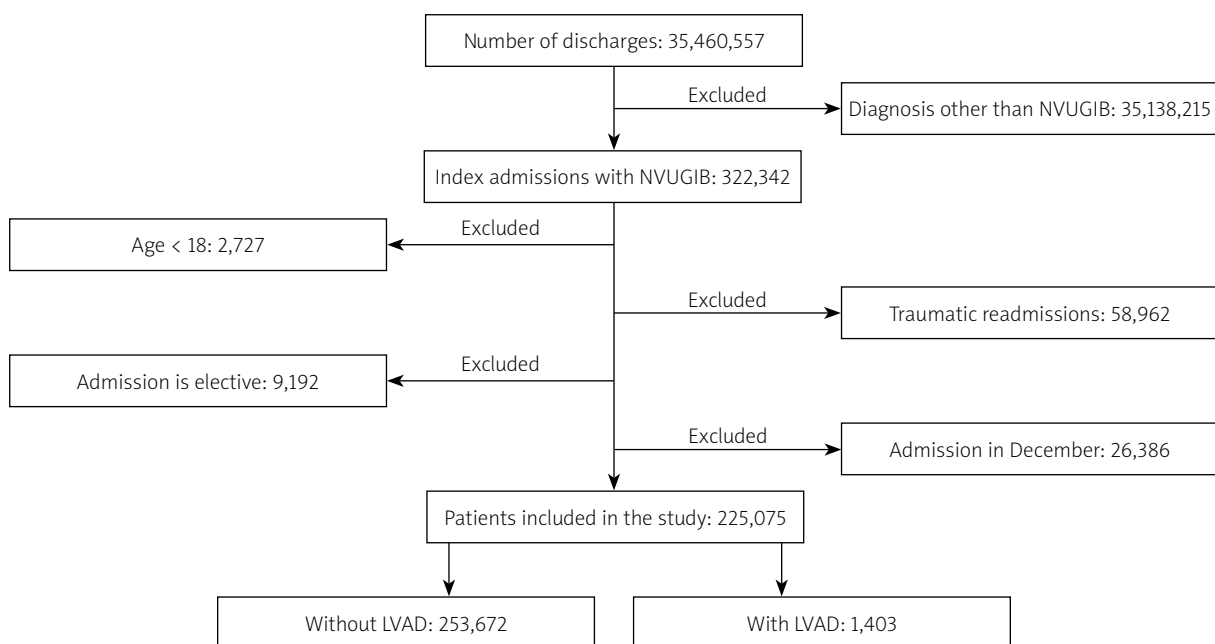 Number of discharges: 35,460,557
Excluded
Diagnosis other than NVUGIB: 35,138,215
Index admissions with NVUGIB: 322,342
Excluded
Age < 18: 2,727
Excluded
Traumatic readmissions: 58,962
Excluded
Admission is elective: 9,192
Excluded
Admission in December: 26,386
Patients included in the study: 225,075
Without LVAD: 253,672
With LVAD: 1,403